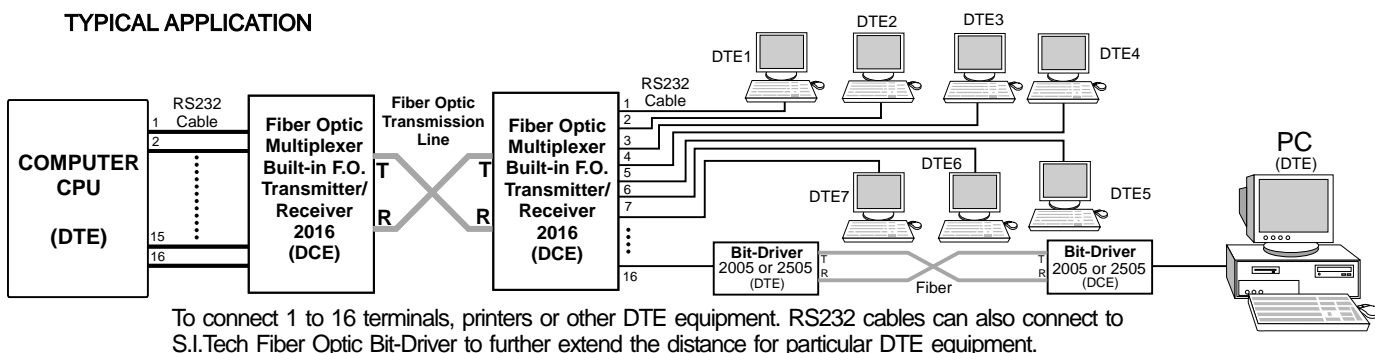 TYPICAL APPLICATION
COMPUTER
CPU
(DTE)
RS232
Cable
1
2
15
16
Fiber Optic
Multiplexer
Built-in F.O.
Transmitter/
Receiver
2016
(DCE)
T
R
Fiber Optic
Transmission
Line
T
R
Fiber Optic
Multiplexer
Built-in F.O.
Transmitter/
Receiver
2016
(DCE)
RS232
Cable
1
2
3
4
5
6
7
16
DTE1
DTE2
DTE3
DTE4
DTE7
DTE6
DTE5
Bit-Driver
2005 or 2505
(DTE)
T
R
Fiber
T
R
Bit-Driver
2005 or 2505
(DCE)
PC
(DTE)
To connect 1 to 16 terminals, printers or other DTE equipment. RS232 cables can also connect to
S.I.Tech Fiber Optic Bit-Driver to further extend the distance for particular DTE equipment.